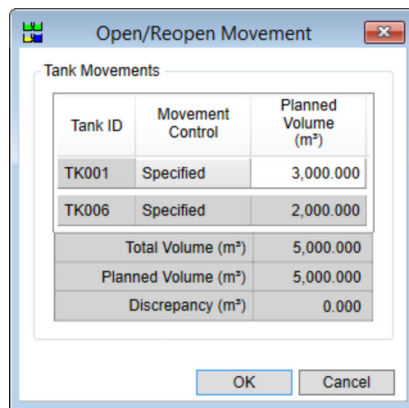 Open/Reopen Movement
Tank Movements
Tank ID Movement Control Planned Volume (m³)
TK001 Specified 3,000.000
TK006 Specified 2,000.000
Total Volume (m³) 5,000.000
Planned Volume (m³) 5,000.000
Discrepancy (m³) 0.000
OK Cancel